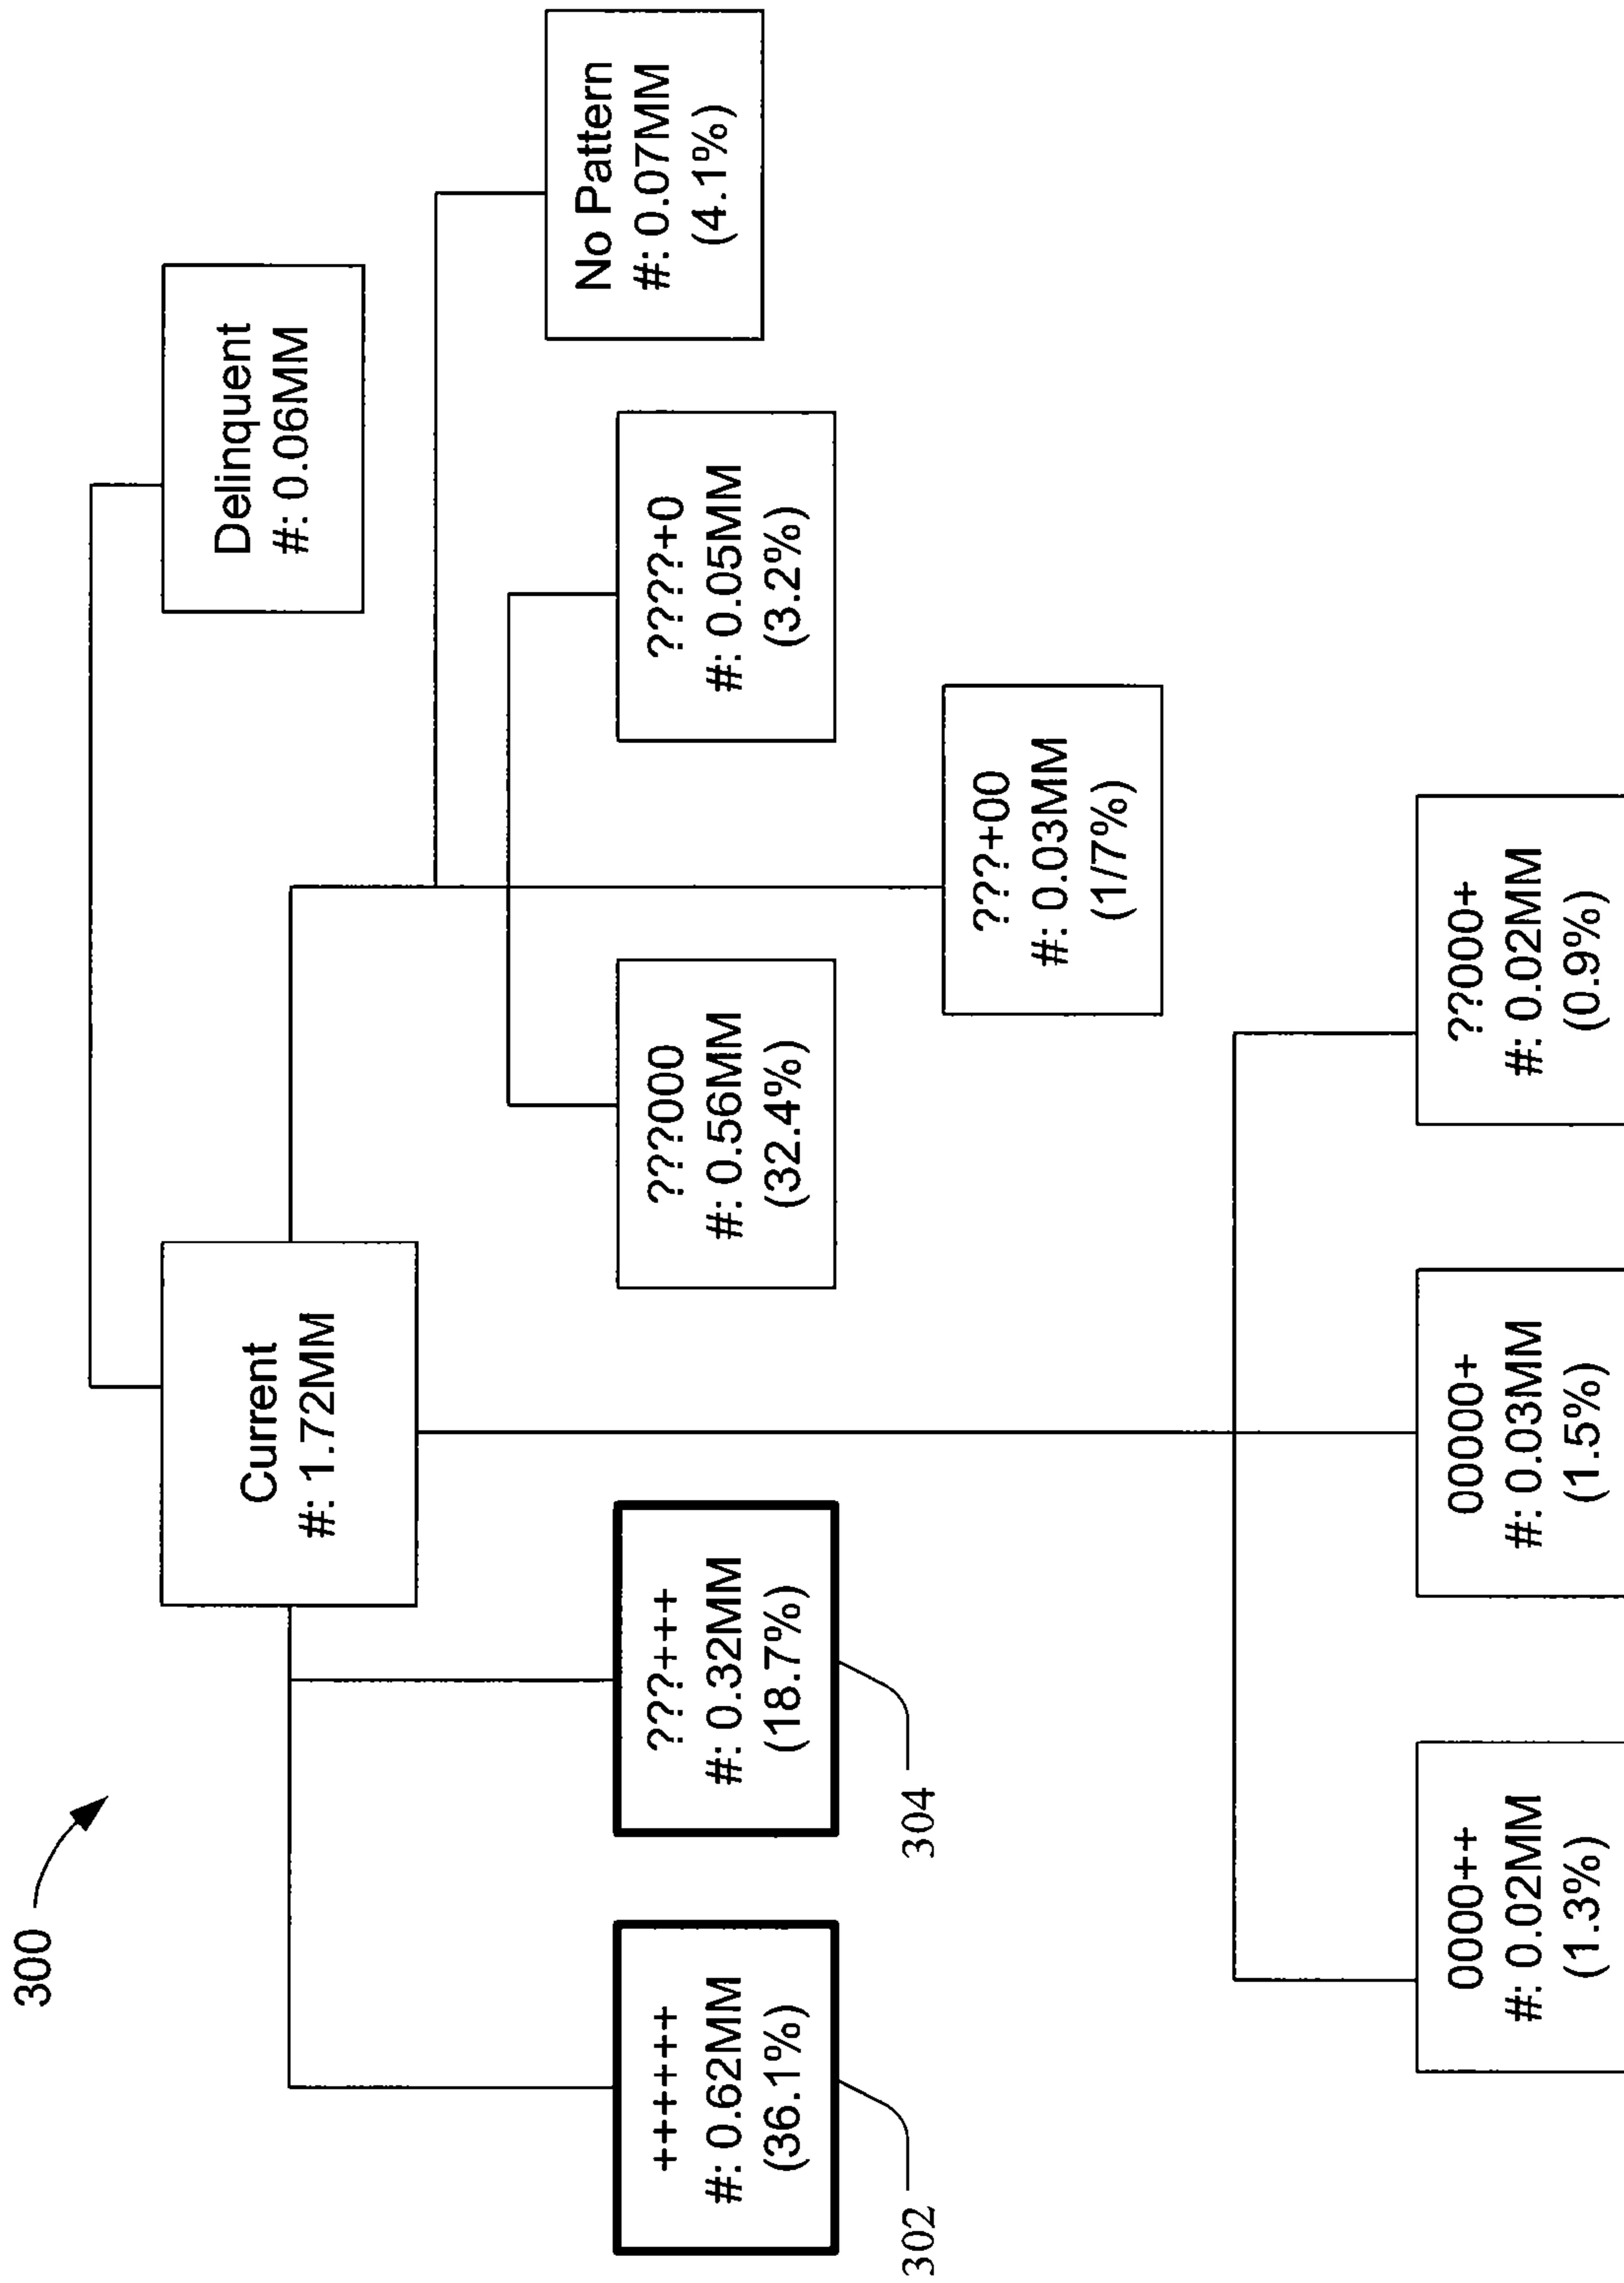 300
Current
#: 1.72MM
Delinquent
#: 0.06MM
++++++
#: 0.62MM
(36.1%)
302
???+++
#: 0.32MM
(18.7%)
304
???000
#: 0.56MM
(32.4%)
????+0
#: 0.05MM
(3.2%)
No Pattern
#: 0.07MM
(4.1%)
???+00
#: 0.03MM
(1/7%)
0000++
#: 0.02MM
(1.3%)
00000+
#: 0.03MM
(1.5%)
??000+
#: 0.02MM
(0.9%)